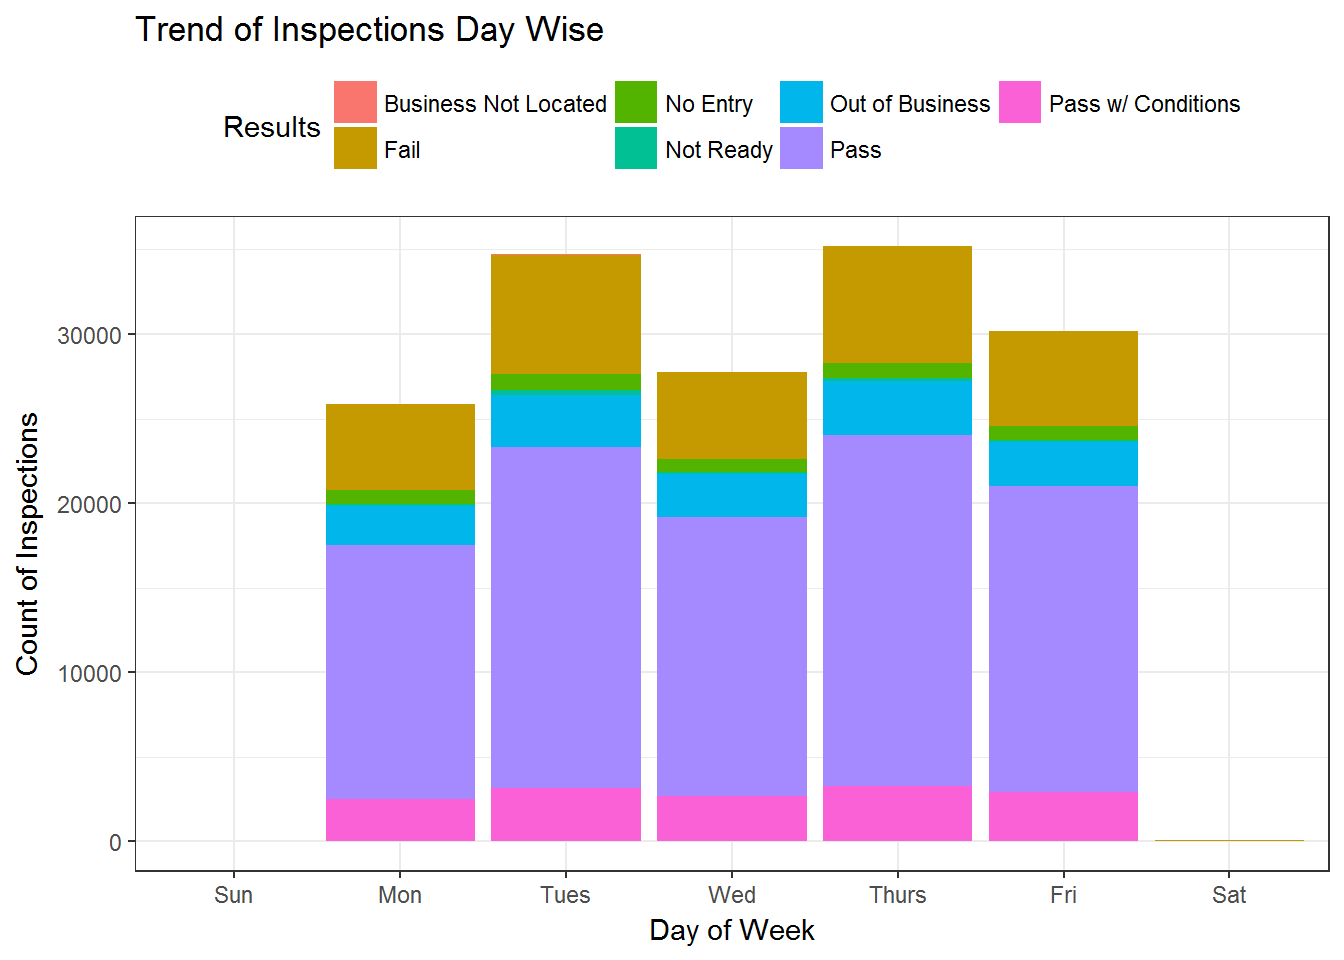 Trend of Inspections Day Wise
Results
Business Not Located
No Entry
Out of Business
Pass w/ Conditions
Fail
Not Ready
Pass
Count of Inspections
30000
20000
10000
0
Sun Mon Tues Wed Thurs Fri Sat
Day of Week